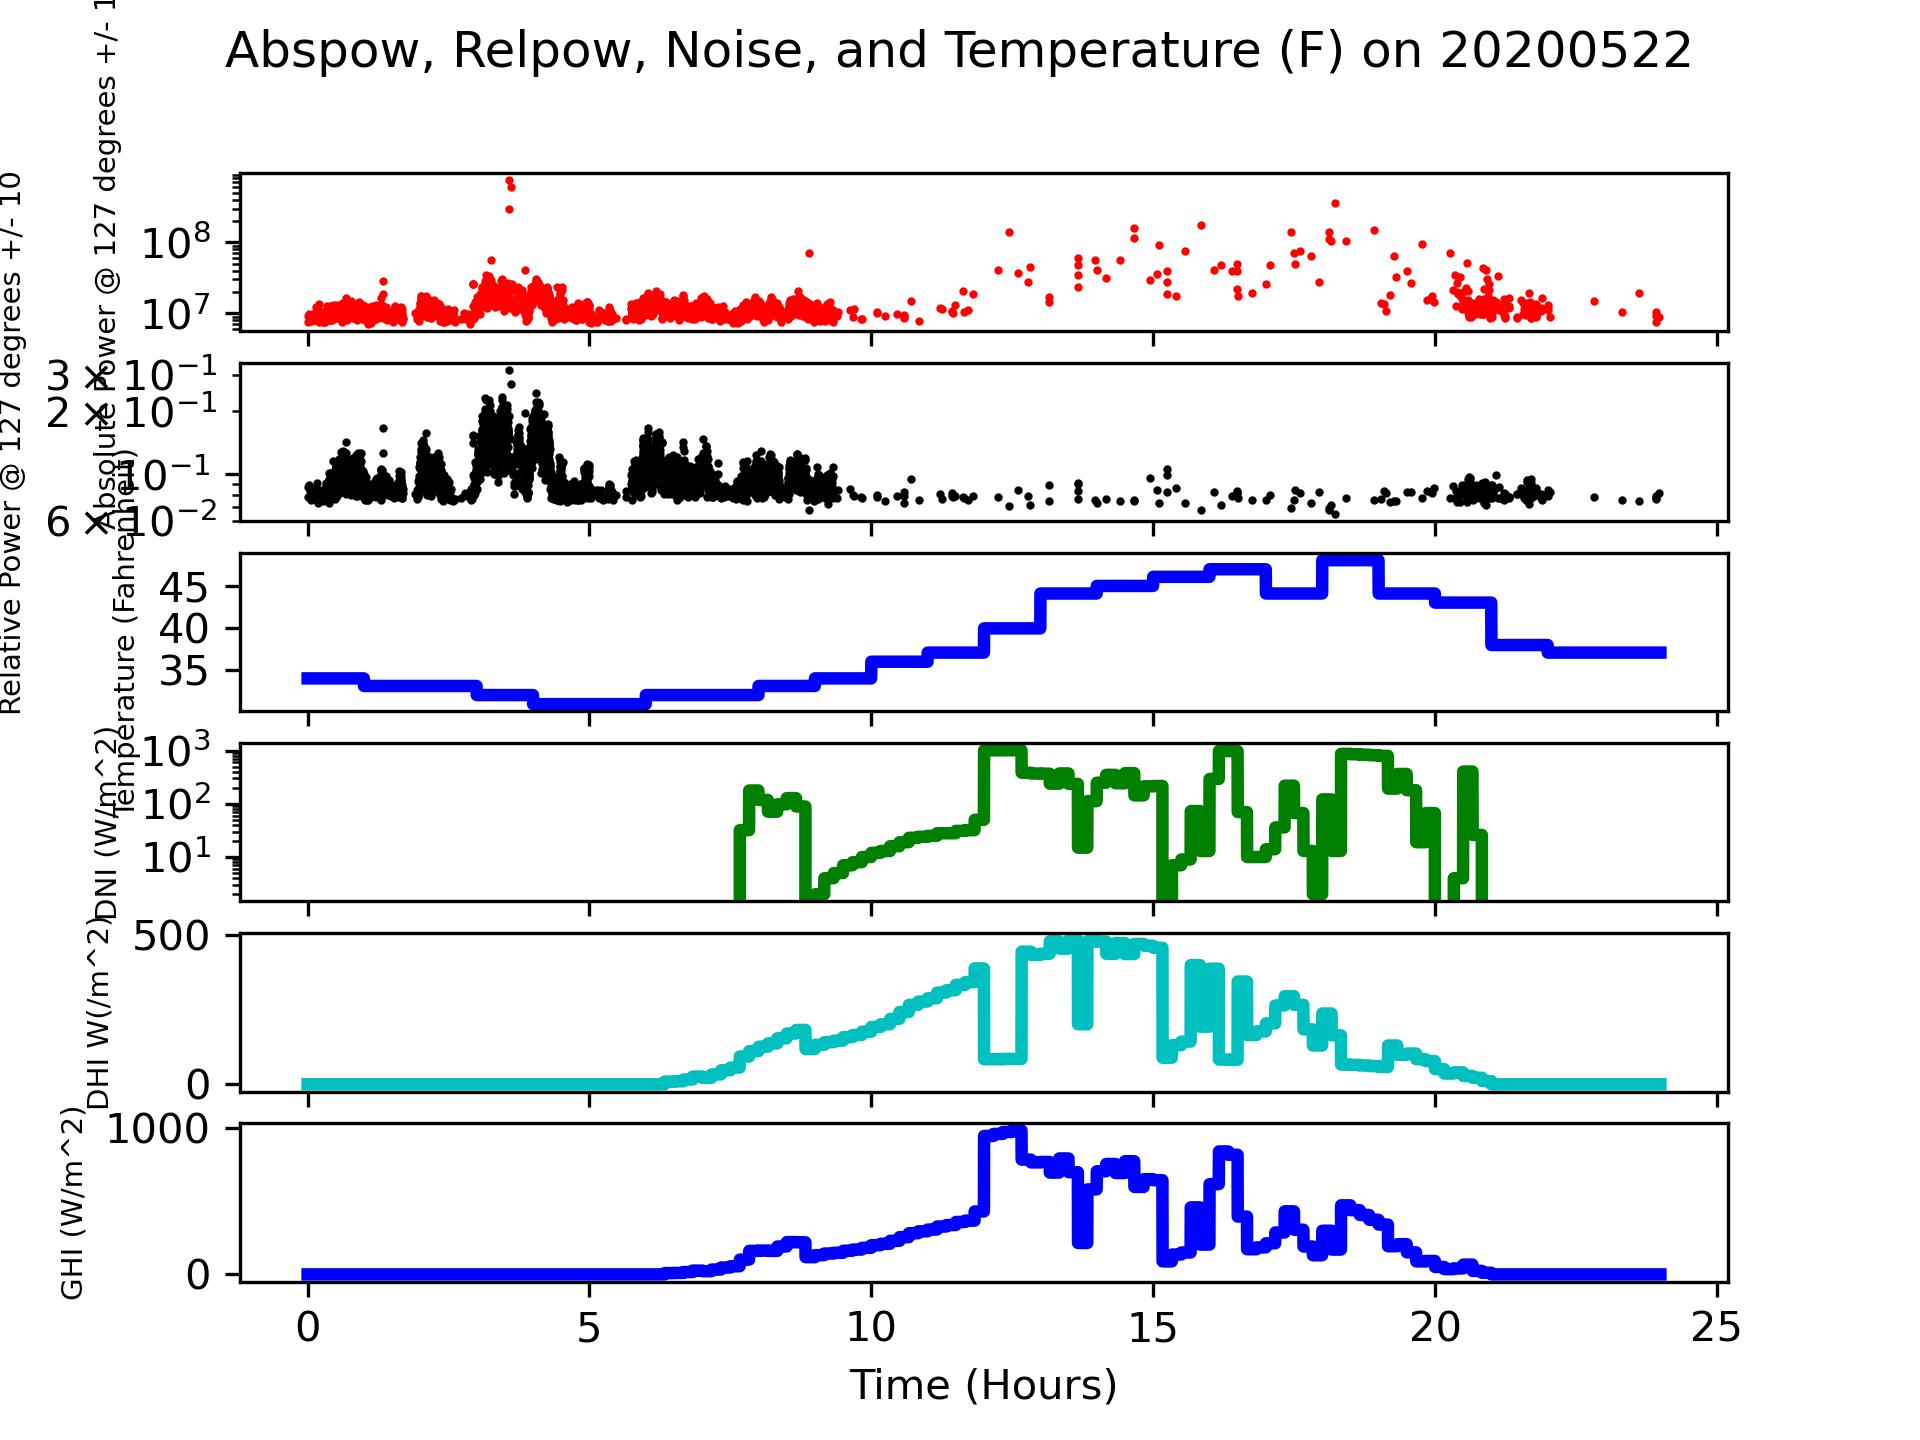 Abspow, Relpow, Noise, and Temperature (F) on 20200522
Absolute Power @ 127 degrees +/- 1
10^8
10^7
Relative Power @ 127 degrees +/- 10
3 × 10^-1
2 × 10^-1
10^-1
6 × 10^-2
Temperature (Fahrenheit)
45
40
35
DNI (W/m^2)
10^3
10^2
10^1
DHI W(/m^2)
500
0
GHI (W/m^2)
1000
0
0 5 10 15 20 25
Time (Hours)